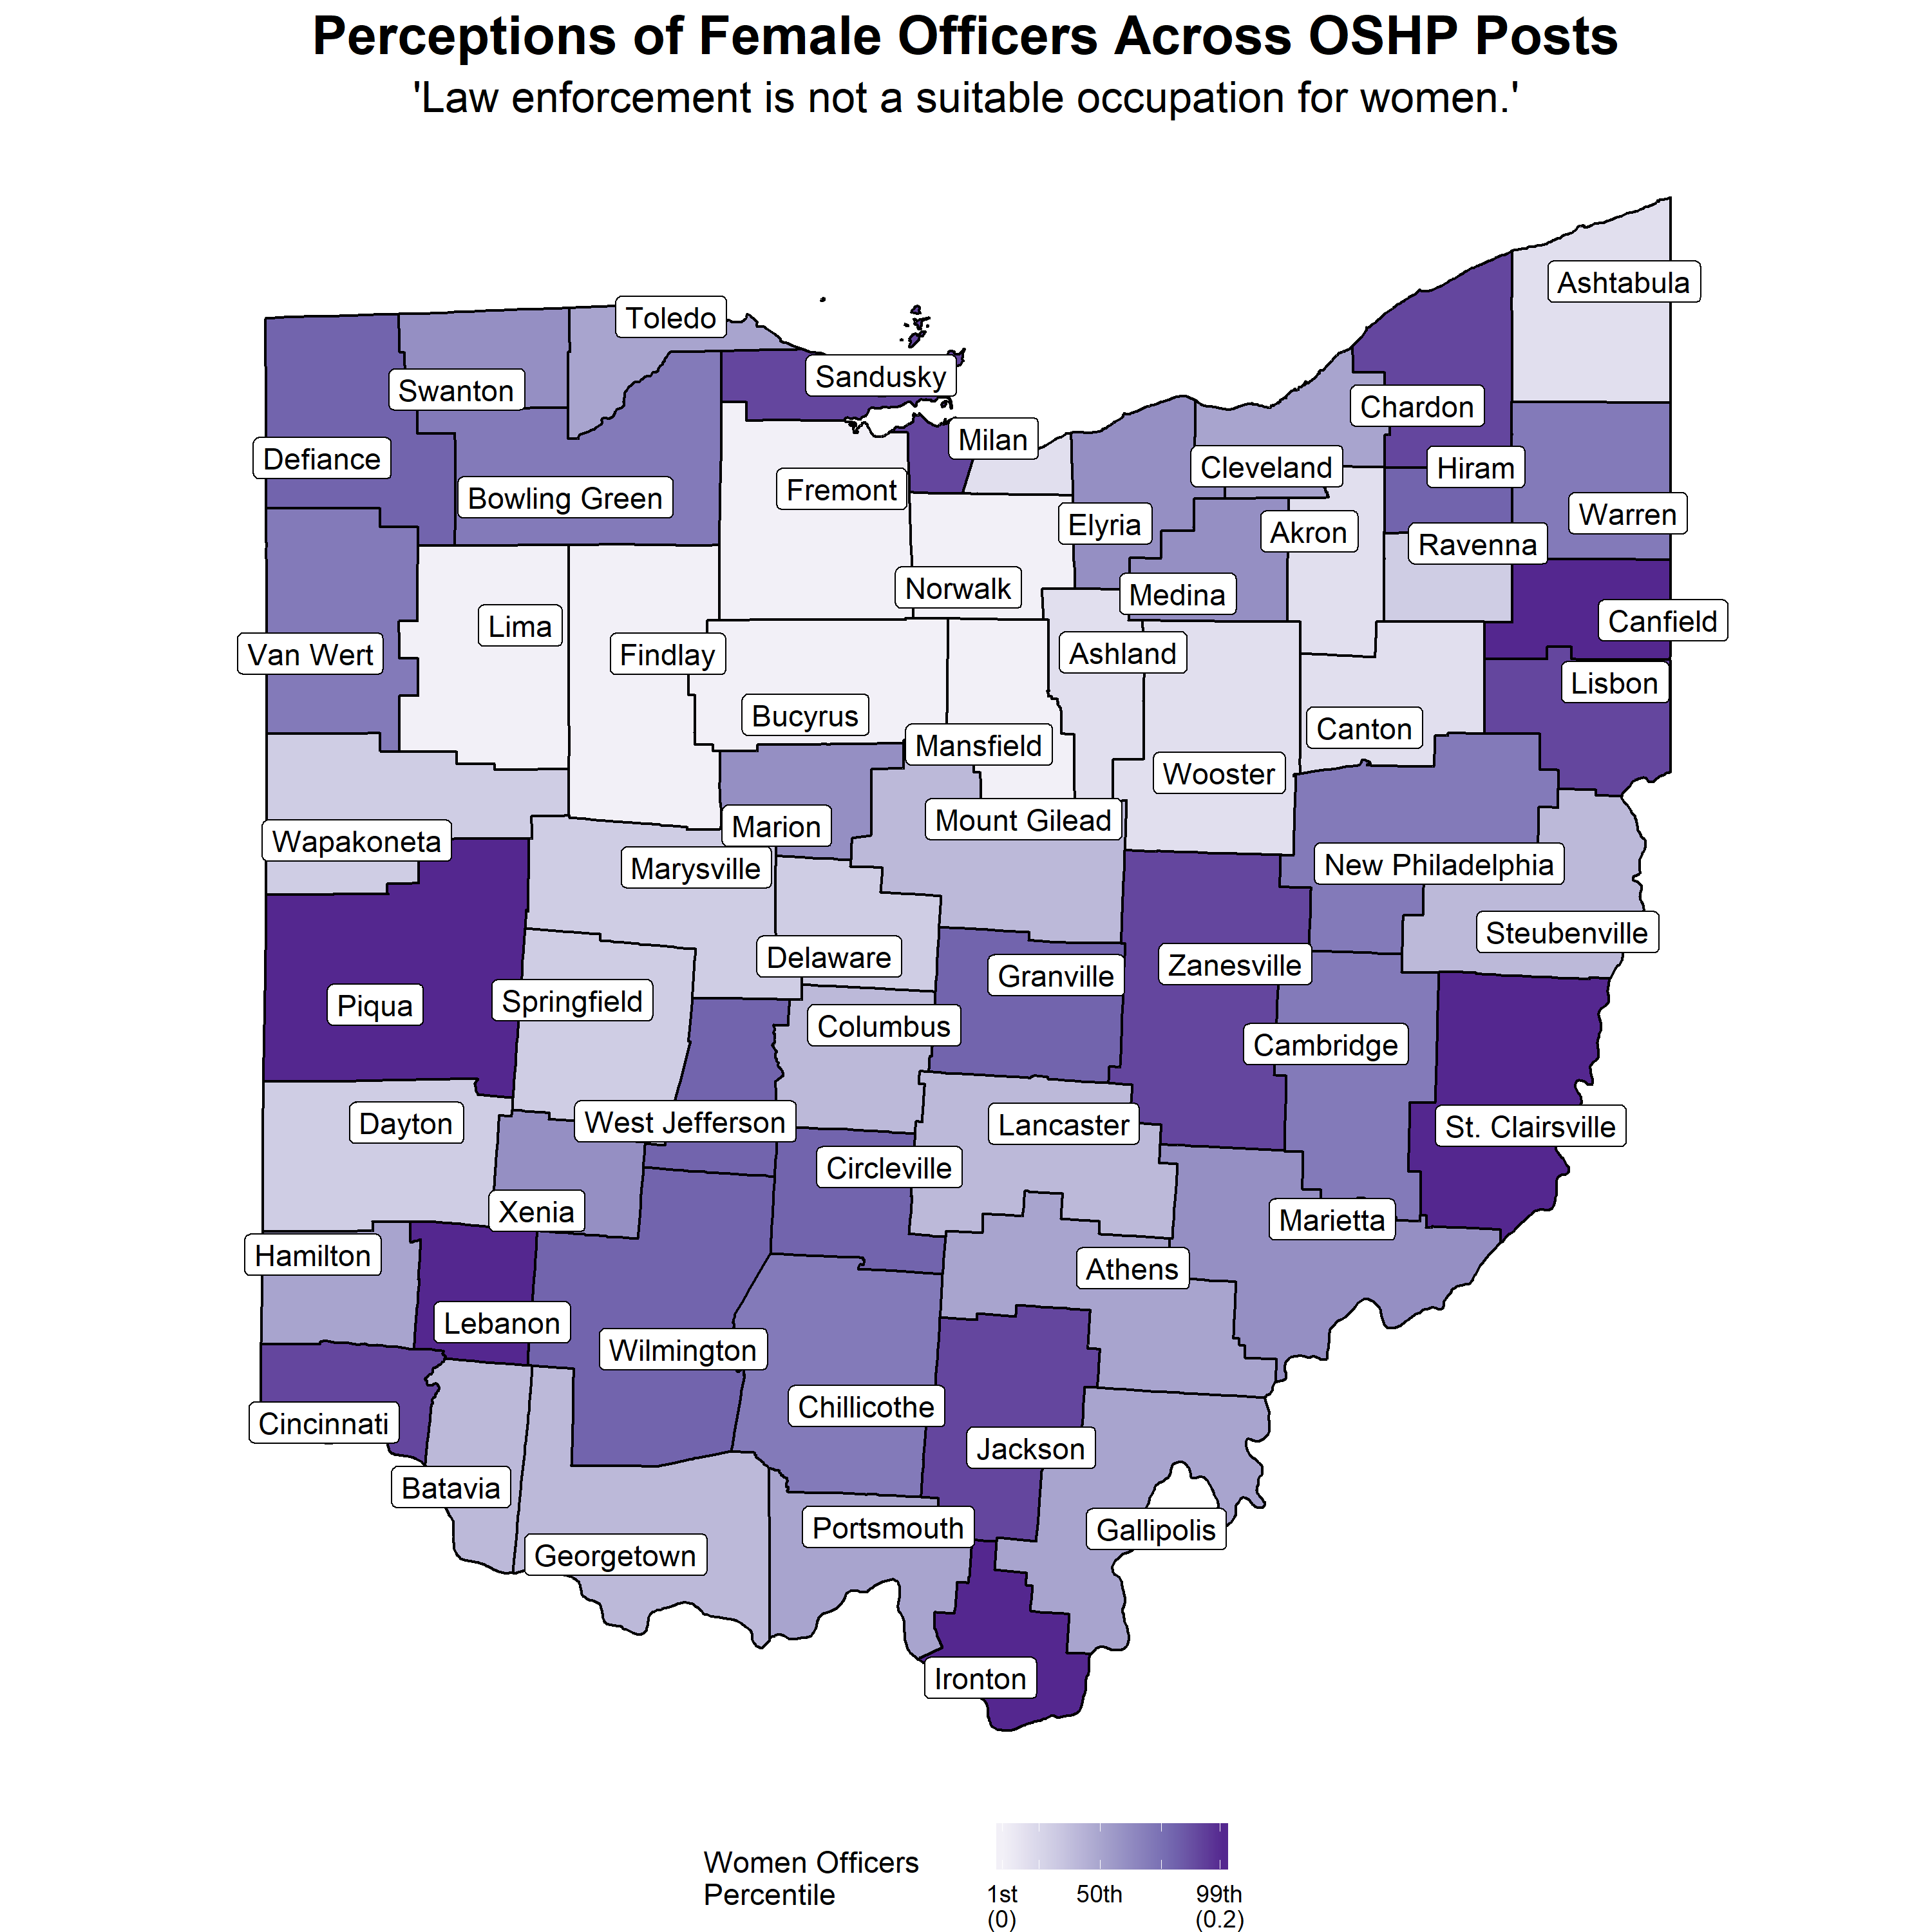 Perceptions of Female Officers Across OSHP Posts
'Law enforcement is not a suitable occupation for women.'
Ashtabula
Toledo
Sandusky
Swanton
Chardon
Milan
Defiance
Cleveland
Hiram
Fremont
Bowling Green
Warren
Elyria
Akron
Ravenna
Norwalk
Medina
Canfield
Lima
Ashland
Van Wert
Findlay
Lisbon
Bucyrus
Canton
Mansfield
Wooster
Mount Gilead
Marion
Wapakoneta
New Philadelphia
Marysville
Steubenville
Delaware
Zanesville
Granville
Springfield
Piqua
Columbus
Cambridge
West Jefferson
Dayton
Lancaster
St. Clairsville
Circleville
Xenia
Marietta
Hamilton
Athens
Lebanon
Wilmington
Chillicothe
Cincinnati
Jackson
Batavia
Portsmouth
Gallipolis
Georgetown
Ironton
Women Officers
Percentile
1st 50th 99th
(0) (0.2)